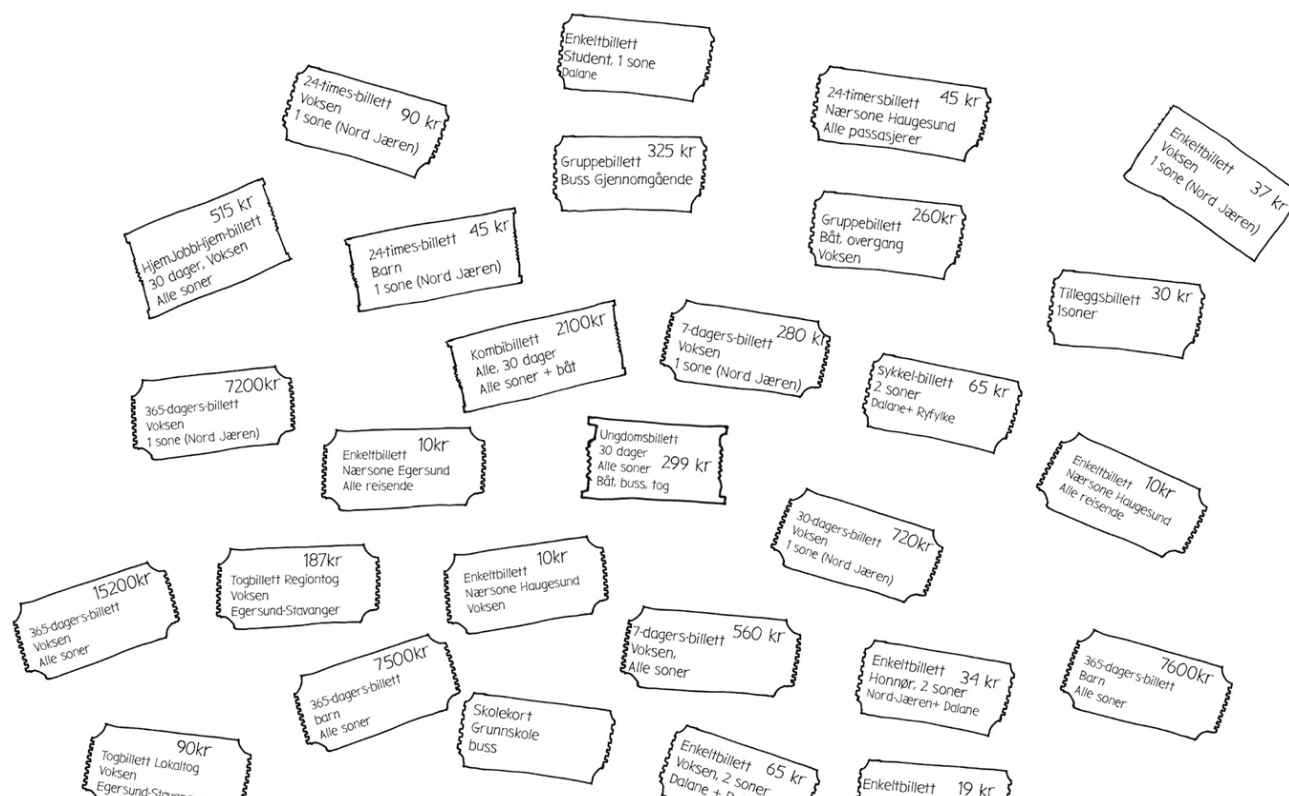 Enkeltbillett
Student, 1 sone
Dalane
24-times-billett 90 kr
Voksen
1 sone (Nord Jæren)
24-timersbillett 45 kr
Nærsone Haugesund
Alle passasjerer
Enkeltbillett 37 kr
Voksen
1 sone (Nord Jæren)
Gruppebillett 325 kr
Buss Gjennomgående
515 kr
HjemJobbHjem-billett
30 dager, Voksen
Alle soner
24-times-billett 45 kr
Barn
1 sone (Nord Jæren)
Gruppebillett 260kr
Båt, overgang
Voksen
Tilleggsbillett 30 kr
1soner
Kombibillett 2100kr
Alle, 30 dager
Alle soner + båt
7-dagers-billett 280 kr
Voksen
1 sone (Nord Jæren)
sykkel-billett 65 kr
2 soner
Dalane+ Ryfylke
7200kr
365-dagers-billett
Voksen
1 sone (Nord Jæren)
Enkeltbillett 10kr
Nærsone Egersund
Alle reisende
Ungdomsbillett
30 dager
Alle soner 299 kr
Båt, buss, tog
Enkeltbillett 10kr
Nærsone Haugesund
Alle reisende
30-dagers-billett 720kr
Voksen
1 sone (Nord Jæren)
15200kr
365-dagers-billett
Voksen
Alle soner
187kr
Togbillett Regiontog
Voksen
Egersund-Stavanger
Enkeltbillett 10kr
Nærsone Haugesund
Voksen
7-dagers-billett 560 kr
Voksen,
Alle soner
7500kr
365-dagers-billett
barn
Alle soner
Enkeltbillett 34 kr
Honnør, 2 soner
Nord-Jæren+ Dalane
7600kr
365-dagers-billett
Barn
Alle soner
Skolekort
Grunnskole
buss
90kr
Togbillett Lokaltog
Voksen
Enkeltbillett 65 kr
Voksen, 2 soner
Dalane +
Enkeltbillett 19 kr